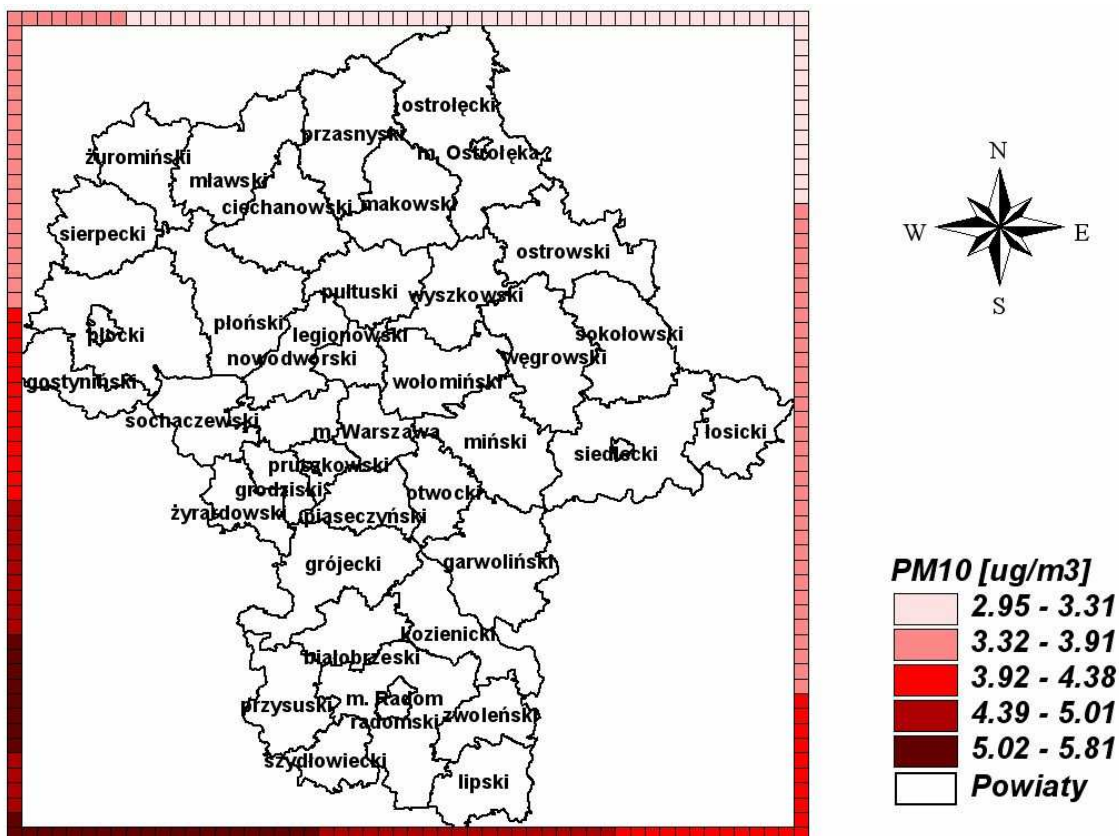 ostrołęcki
przasnyski
m. Ostrołęka
żuromiński
mławski
ciechanowski
makowski
sierpecki
ostrowski
pułtuski
wyszkowski
płoński
legionowski
sokołowski
płocki
nowodworski
węgrowski
gostyniński
wołomiński
sochaczewski
m. Warszawa
miński
łosicki
siedlecki
pruszkowski
grodziski
otwocki
żyrardowski
piaseczyński
grójecki
garwoliński
kozienicki
białobrzeski
m. Radom
przysuski
radomski
zwoleński
szydłowiecki
lipski
N
W
E
S
PM10 [ug/m3]
2.95 - 3.31
3.32 - 3.91
3.92 - 4.38
4.39 - 5.01
5.02 - 5.81
Powiaty